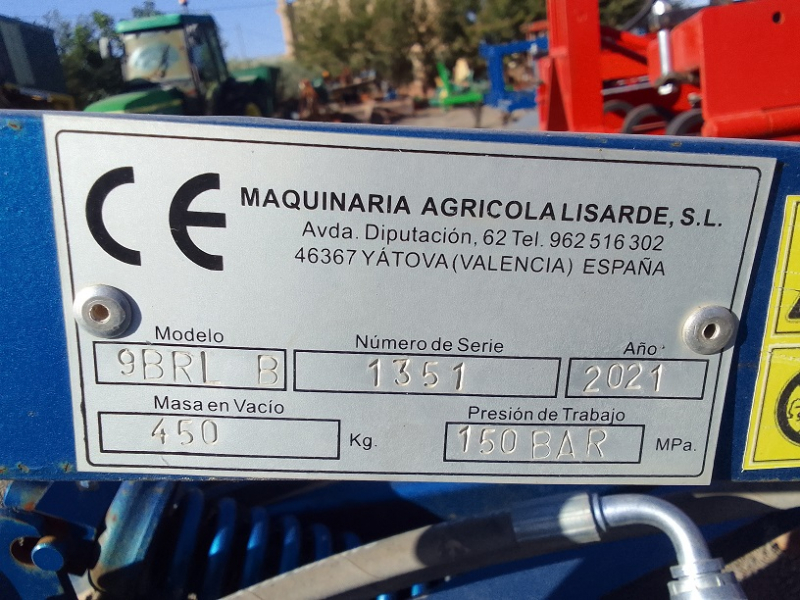 CE
MAQUINARIA AGRICOLA LISARDE, S.L.
Avda. Diputación, 62 Tel. 962 516 302
46367 YÁTOVA (VALENCIA) ESPAÑA
Modelo Número de Serie Año
9BRL B 1351 2021
Masa en Vacío Presión de Trabajo
450 Kg. 150 BAR MPa.